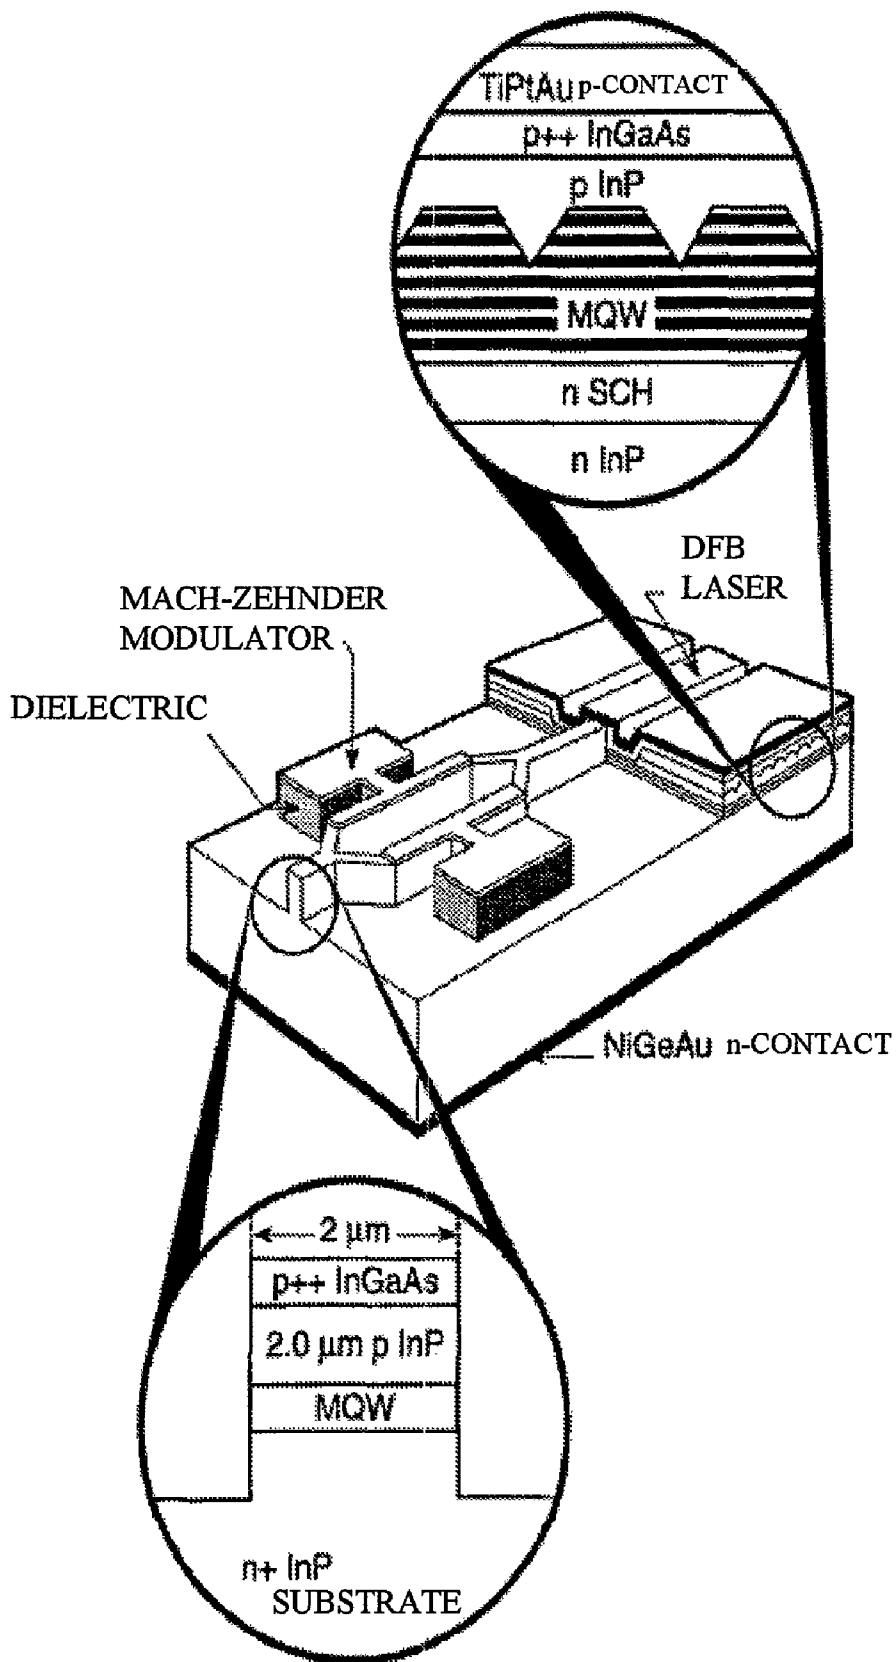 TiPtAu p-CONTACT
p++ InGaAs
p InP
MQW
n SCH
n InP
DFB
LASER
MACH-ZEHNDER
MODULATOR
DIELECTRIC
NiGeAu n-CONTACT
2 µm
p++ InGaAs
2.0 µm p InP
MQW
n+ InP
SUBSTRATE